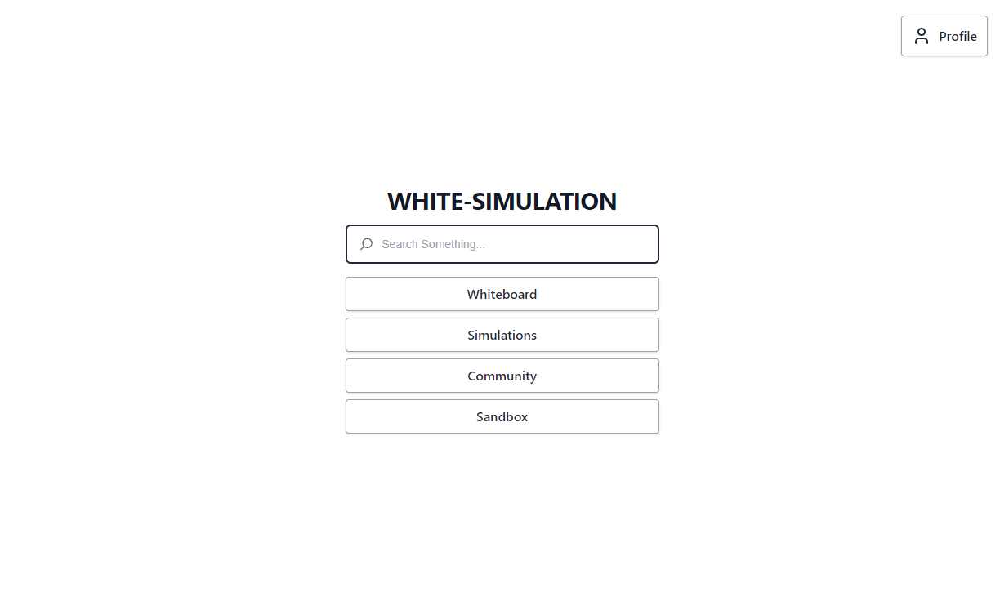 Profile
WHITE-SIMULATION
Search Something...
Whiteboard
Simulations
Community
Sandbox